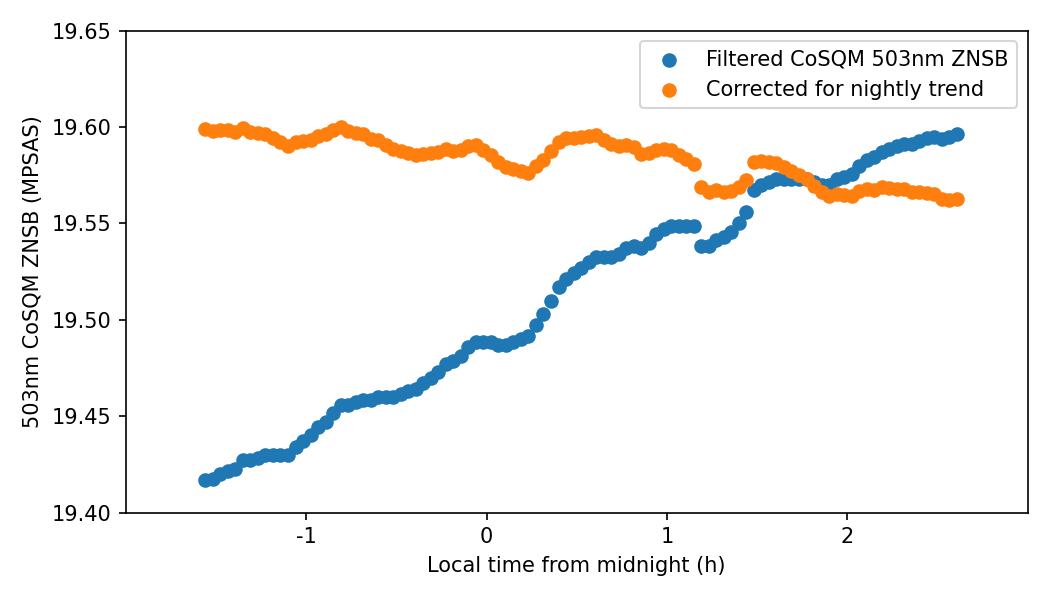 19.65
19.60
19.55
19.50
19.45
19.40
503nm CoSQM ZNSB (MPSAS)
Filtered CoSQM 503nm ZNSB
Corrected for nightly trend
-1 0 1 2
Local time from midnight (h)